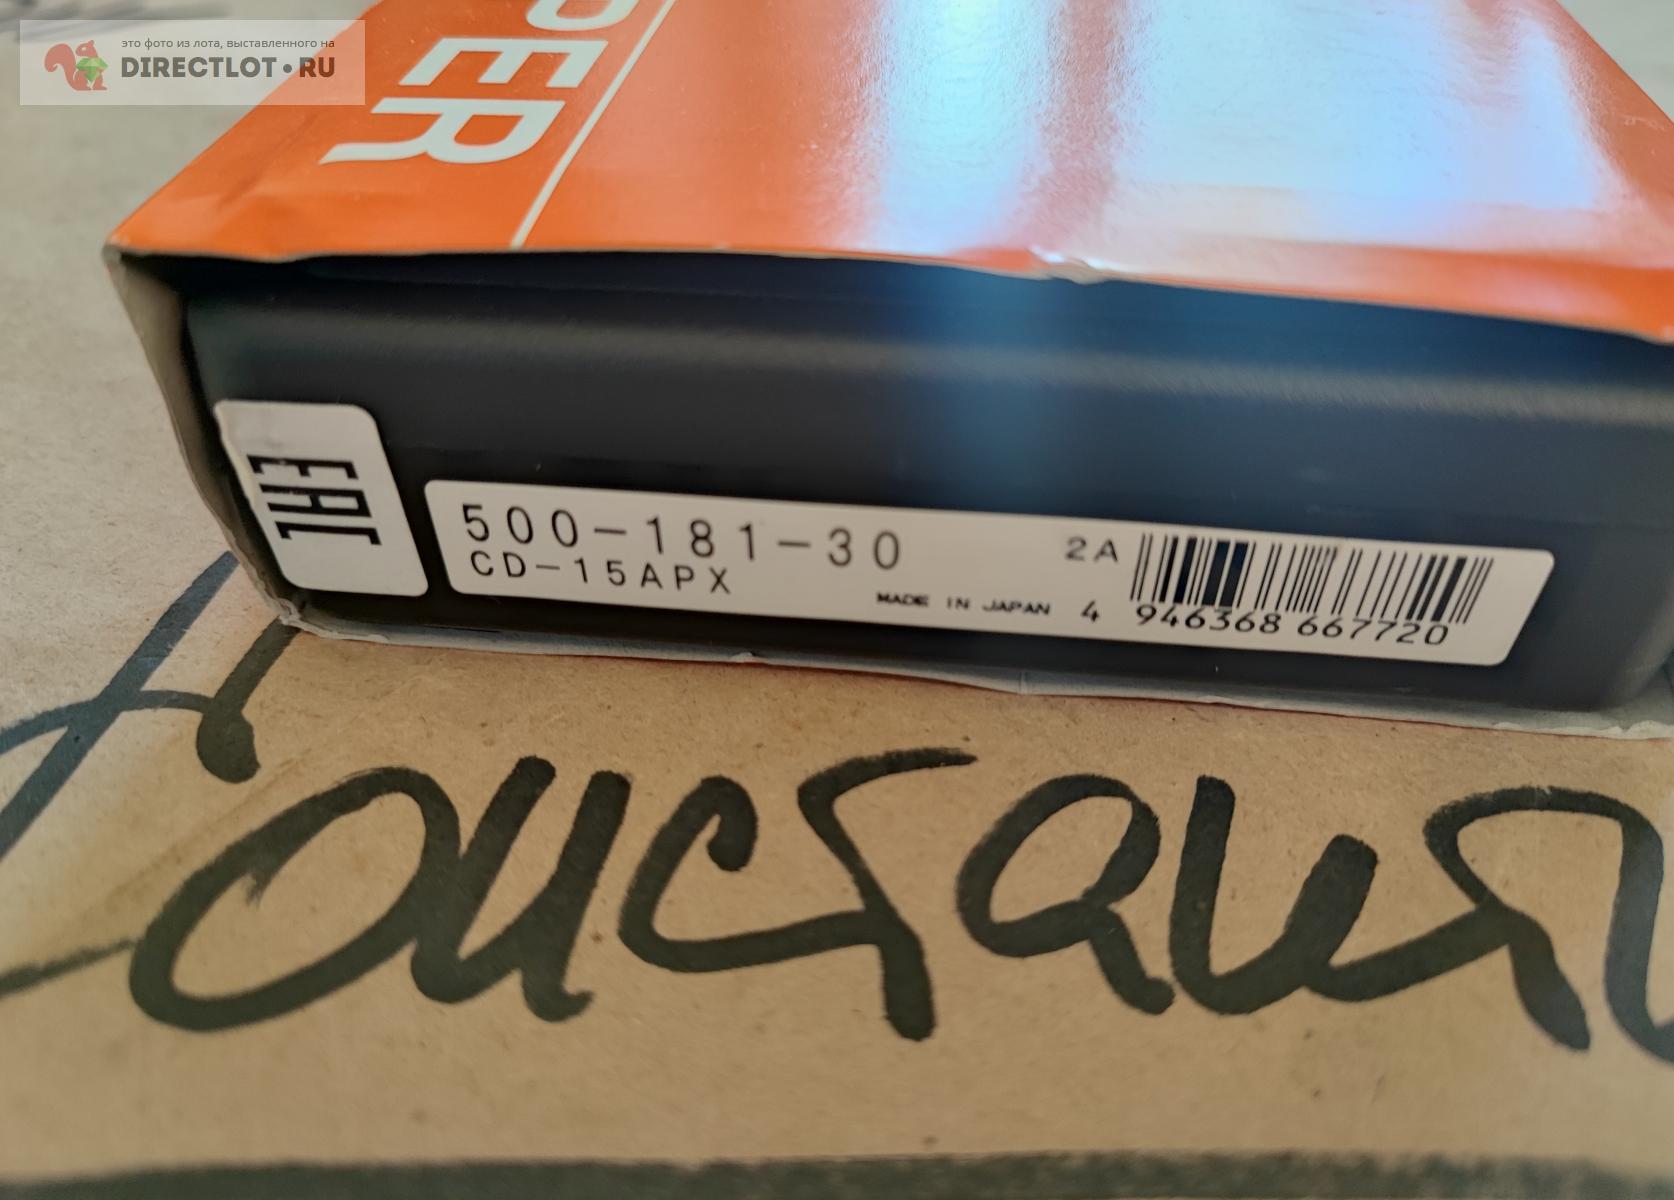 это фото из лота, выставленного на
DIRECTLOT.RU
PER
EAC
500-181-30
CD-15APX
2A
MADE IN JAPAN
4 946368 667720